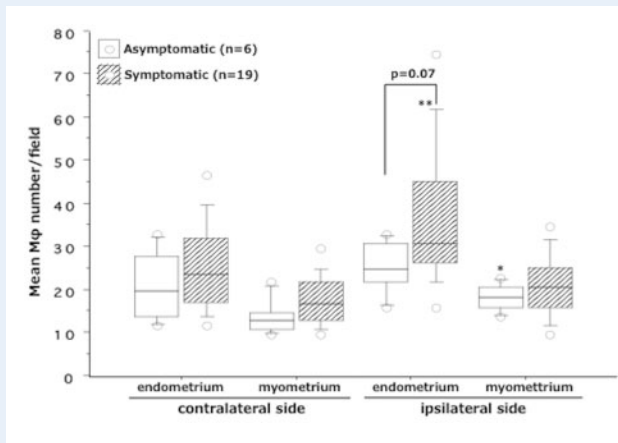 80
70
60
50
40
30
20
10
0
Mean Mφ number/field
Asymptomatic (n=6)
Symptomatic (n=19)
p=0.07
**
*
endometrium myometrium endometrium myomettrium
contralateral side ipsilateral side